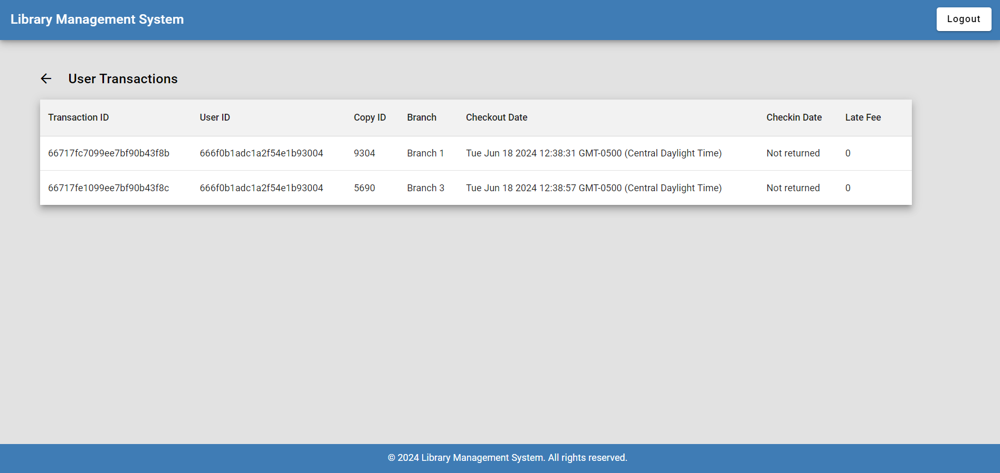 Library Management System Logout
User Transactions
Transaction ID User ID Copy ID Branch Checkout Date Checkin Date Late Fee
66717fc7099ee7bf90b43f8b 666f0b1adc1a2f54e1b93004 9304 Branch 1 Tue Jun 18 2024 12:38:31 GMT-0500 (Central Daylight Time) Not returned 0
66717fe1099ee7bf90b43f8c 666f0b1adc1a2f54e1b93004 5690 Branch 3 Tue Jun 18 2024 12:38:57 GMT-0500 (Central Daylight Time) Not returned 0
© 2024 Library Management System. All rights reserved.